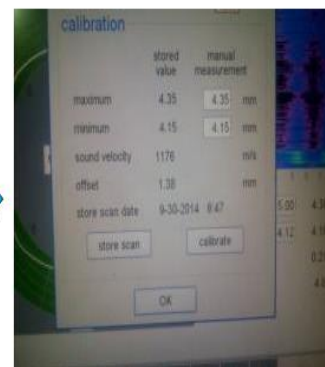 calibration
stored value
manual measurement
maximum 4.35 4.35 mm
minimum 4.15 4.15 mm
sound velocity 1176 m/s
offset 1.38 mm
store scan date 9-30-2014 8:47
store scan calibrate
OK
5.00
4.12